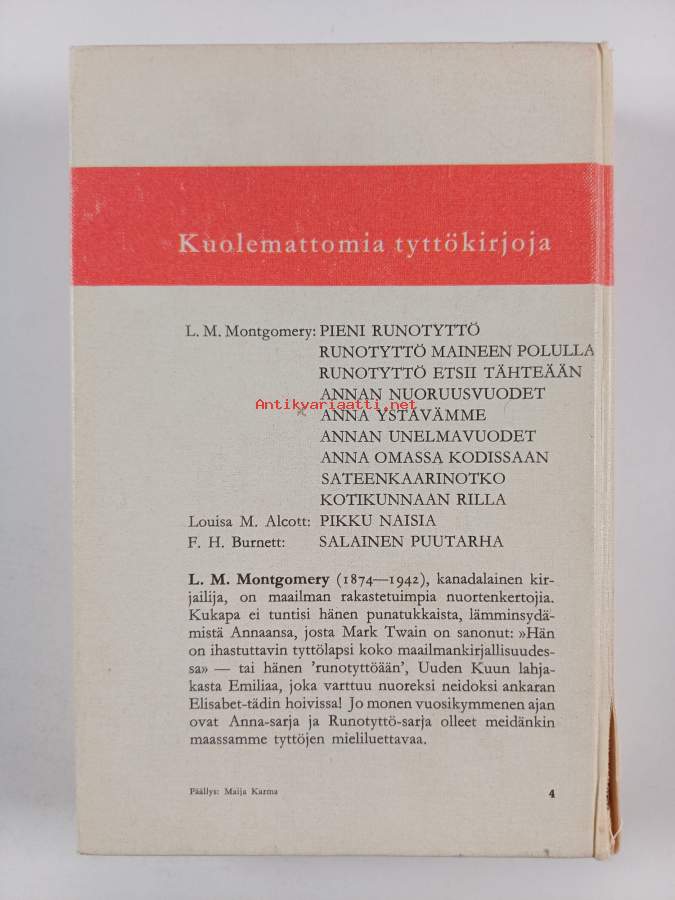 Kuolemattomia tyttökirjoja
L. M. Montgomery: PIENI RUNOTYTTÖ
RUNOTYTTÖ MAINEEN POLULLA
RUNOTYTTÖ ETSII TÄHTEÄÄN
ANNAN NUORUUSVUODET
Antikvariaatti.net
ANNA YSTÄVÄMME
ANNAN UNELMAVUODET
ANNA OMASSA KODISSAAN
SATEENKAARINOTKO
KOTIKUNNAAN RILLA
Louisa M. Alcott: PIKKU NAISIA
F. H. Burnett: SALAINEN PUUTARHA
L. M. Montgomery (1874—1942), kanadalainen kir-
jailija, on maailman rakastetuimpia nuortenkertojia.
Kukapa ei tuntisi hänen punatukkaista, lämminsydä-
mistä Annaansa, josta Mark Twain on sanonut: »Hän
on ihastuttavin tyttölapsi koko maailmankirjallisuudes-
sa» — tai hänen 'runotyttöään', Uuden Kuun lahja-
kasta Emiliaa, joka varttuu nuoreksi neidoksi ankaran
Elisabet-tädin hoivissa! Jo monen vuosikymmenen ajan
ovat Anna-sarja ja Runotyttö-sarja olleet meidänkin
maassamme tyttöjen mieliluettavaa.
Päällys: Maija Karma 4